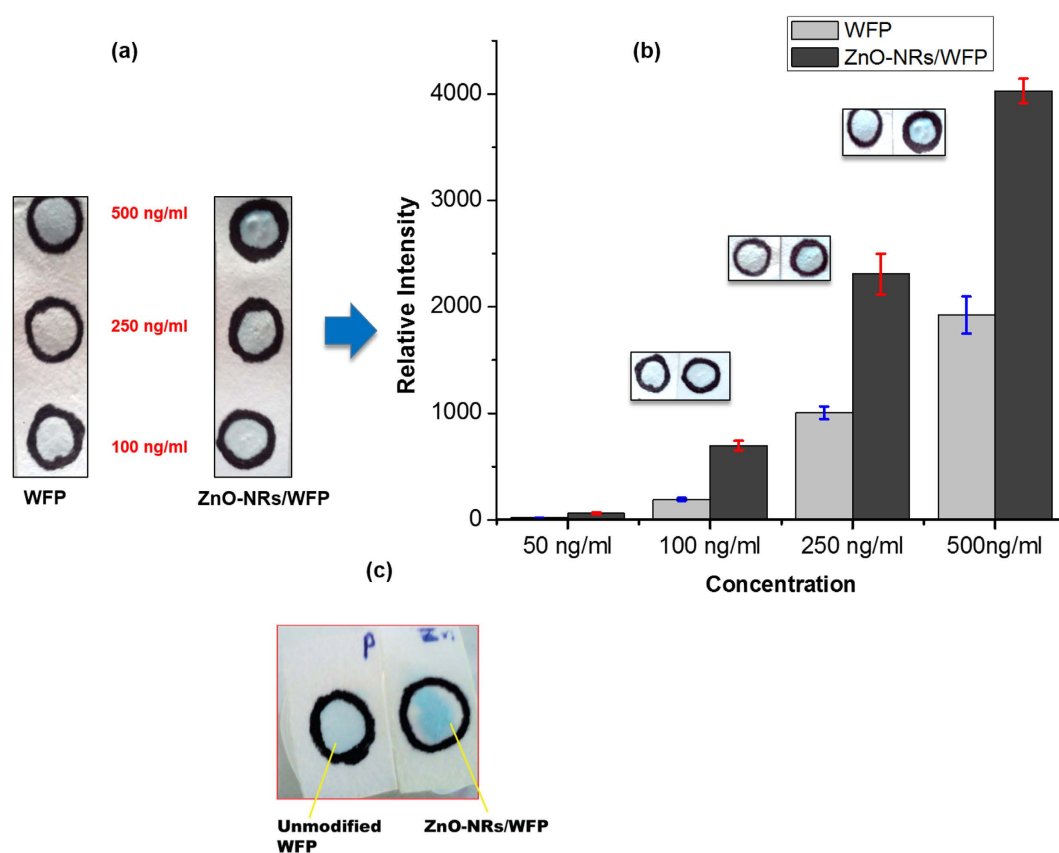 (a)
500 ng/ml
250 ng/ml
100 ng/ml
WFP
ZnO-NRs/WFP
(b)
WFP
ZnO-NRs/WFP
Relative Intensity
4000
3000
2000
1000
0
50 ng/ml
100 ng/ml
250 ng/ml
500ng/ml
Concentration
(c)
P
Unmodified
WFP
ZnO-NRs/WFP